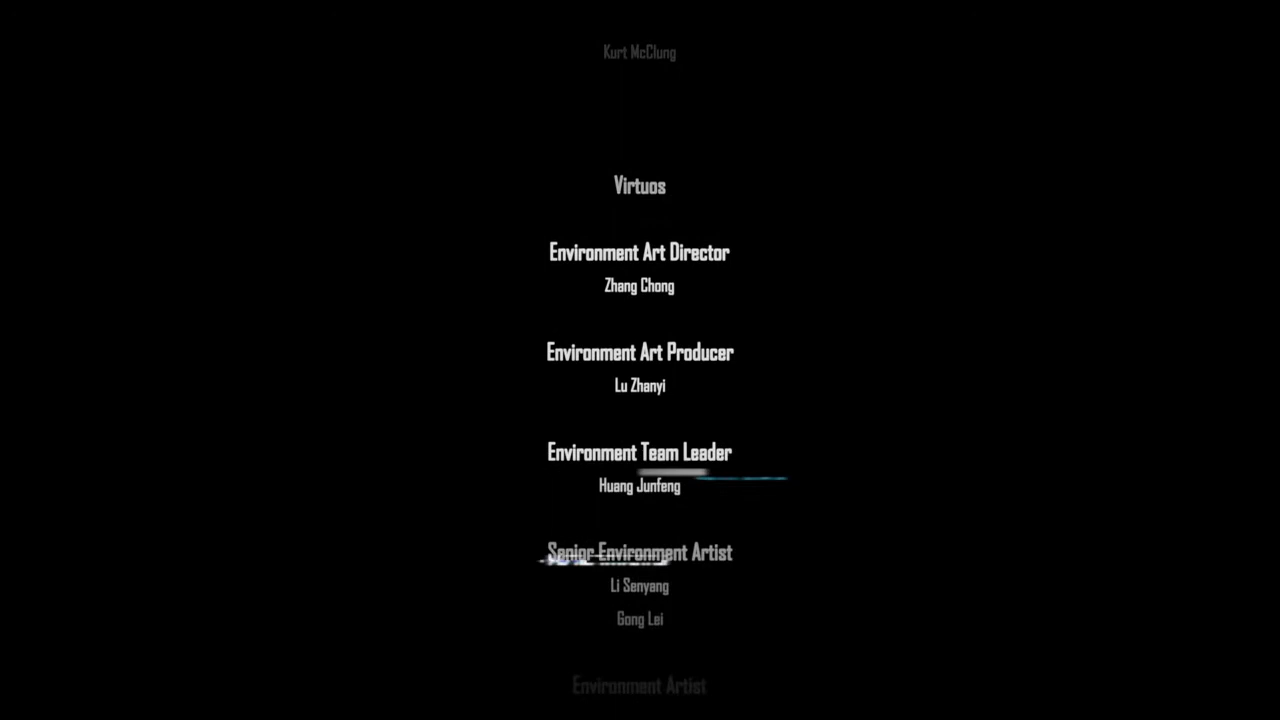 Kurt McClung
Virtuos
Environment Art Director
Zhang Chong
Environment Art Producer
Lu Zhanyi
Environment Team Leader
Huang Junfeng
Senior Environment Artist
Li Senyang
Gong Lei
Environment Artist